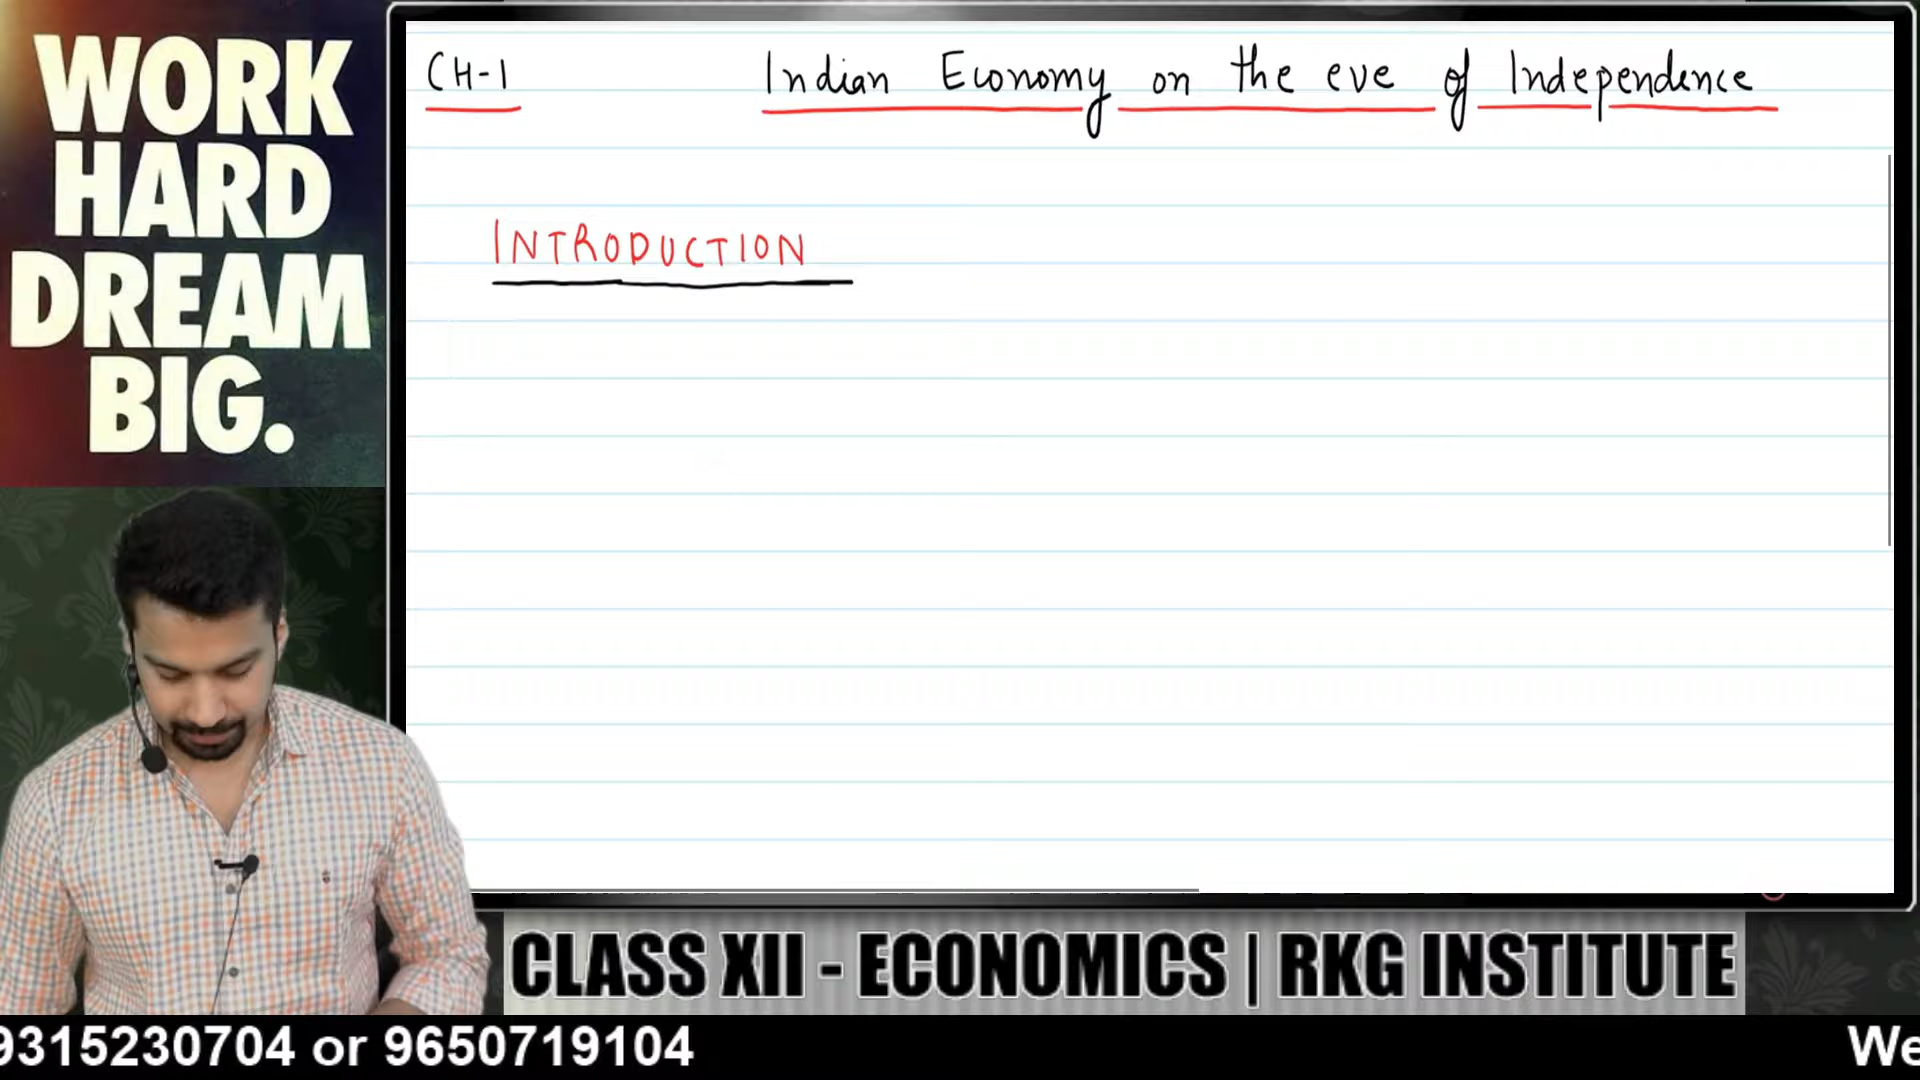 WORK
HARD
DREAM
BIG.
CH-1 Indian Economy on the eve of Independence
INTRODUCTION
CLASS XII - ECONOMICS | RKG INSTITUTE
9315230704 or 9650719104 We